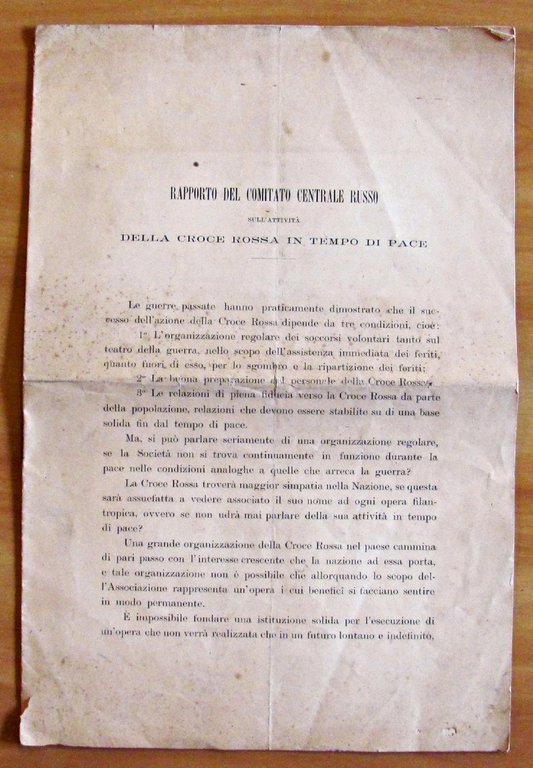 RAPPORTO DEL COMITATO CENTRALE RUSSO
SULL'ATTIVITÀ
DELLA CROCE ROSSA IN TEMPO DI PACE
Le guerre passate hanno praticamente dimostrato che il suc-
cesso dell'azione della Croce Rossa dipende da tre condizioni, cioè:
1º L'organizzazione regolare dei soccorsi volontari tanto sul
teatro della guerra, nello scopo dell'assistenza immediata dei feriti,
quanto fuori di esso, per lo sgombro e la ripartizione dei feriti:
2º La buona preparazione del personale della Croce Rossa;
3º Le relazioni di piena fiducia verso la Croce Rossa da parte
della popolazione, relazioni che devono essere stabilite su di una base
solida fin dal tempo di pace.
Ma, si può parlare seriamente di una organizzazione regolare,
se la Società non si trova continuamente in funzione durante la
pace nelle condizioni analoghe a quelle che arreca la guerra?
La Croce Rossa troverà maggior simpatia nella Nazione, se questa
sarà assuefatta a vedere associato il suo nome ad ogni opera filan-
tropica, ovvero se non udrà mai parlare della sua attività in tempo
di pace?
Una grande organizzazione della Croce Rossa nel paese cammina
di pari passo con l'interesse crescente che la nazione ad essa porta,
e tale organizzazione non è possibile che allorquando lo scopo del-
l'Associazione rappresenta un'opera i cui benefici si facciano sentire
in modo permanente.
È impossibile fondare una istituzione solida per l'esecuzione di
un'opera che non verrà realizzata che in un futuro lontano e indefinito,